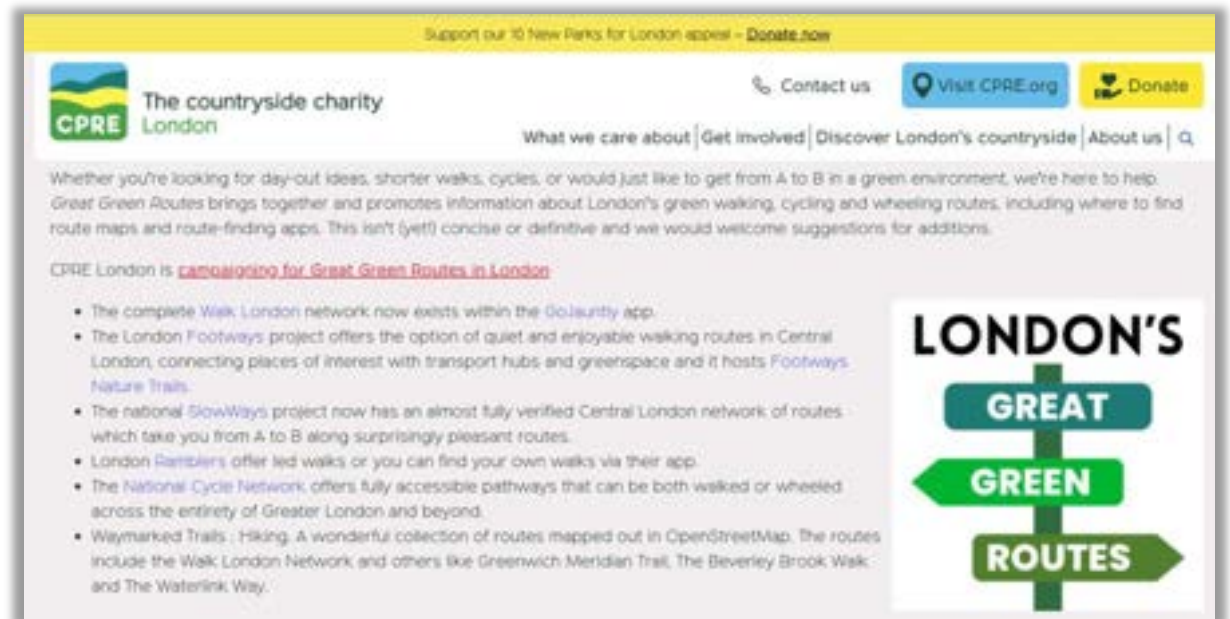 Support our 10 New Parks for London appeal – Donate now
CPRE
The countryside charity
London
Contact us
Visit CPRE.org
Donate
What we care about
Get involved
Discover London's countryside
About us
Whether you're looking for day-out ideas, shorter walks, cycles, or would just like to get from A to B in a green environment, we're here to help.
Great Green Routes brings together and promotes information about London's green walking, cycling and wheeling routes, including where to find
route maps and route-finding apps. This isn't (yet!) concise or definitive and we would welcome suggestions for additions.
CPRE London is campaigning for Great Green Routes in London
• The complete Walk London network now exists within the GoJauntly app.
• The London Footways project offers the option of quiet and enjoyable walking routes in Central
London, connecting places of interest with transport hubs and greenspace and it hosts Footways
Nature Trails.
• The national SlowWays project now has an almost fully verified Central London network of routes
which take you from A to B along surprisingly pleasant routes.
• London Ramblers offer led walks or you can find your own walks via their app.
• The National Cycle Network offers fully accessible pathways that can be both walked or wheeled
across the entirety of Greater London and beyond.
• Waymarked Trails : Hiking. A wonderful collection of routes mapped out in OpenStreetMap. The routes
include the Walk London Network and others like Greenwich Meridian Trail, The Beverley Brook Walk
and The Waterlink Way.
LONDON'S
GREAT
GREEN
ROUTES